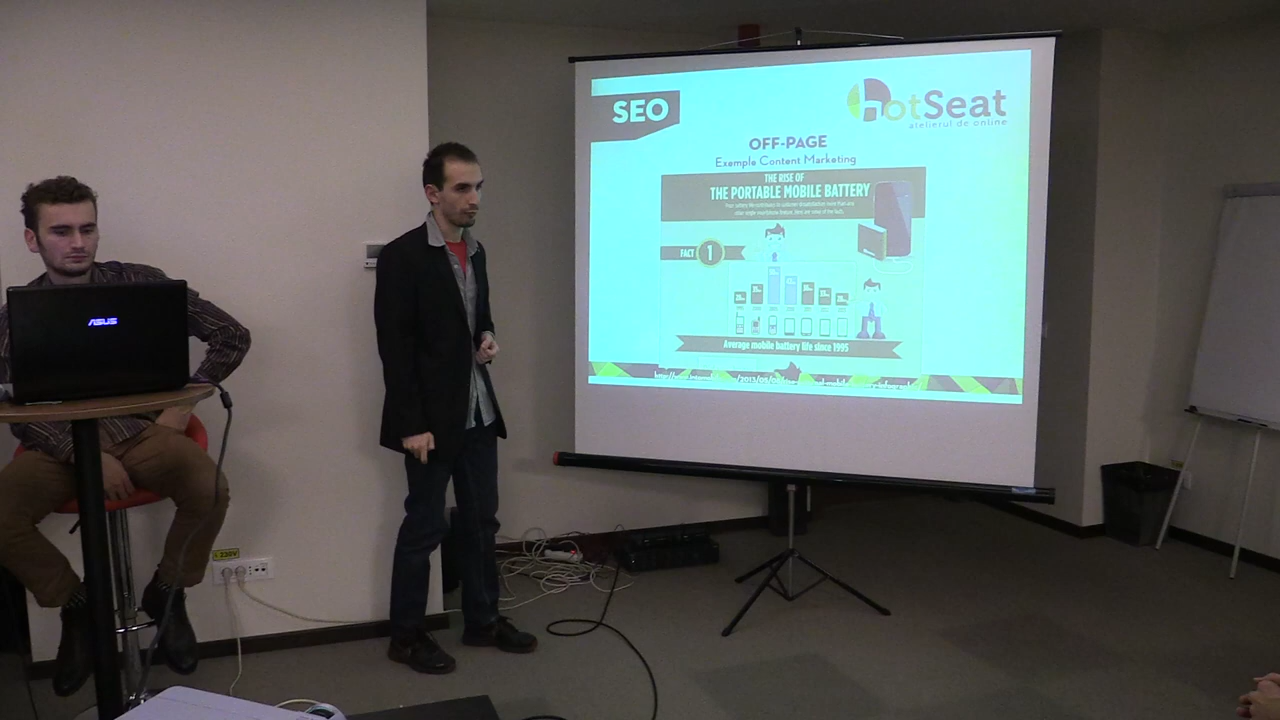 SEO
hotSeat
atelierul de online
OFF-PAGE
Exemple Content Marketing
THE RISE OF
THE PORTABLE MOBILE BATTERY
FACT 1
Average mobile battery life since 1995
ASUS
220V